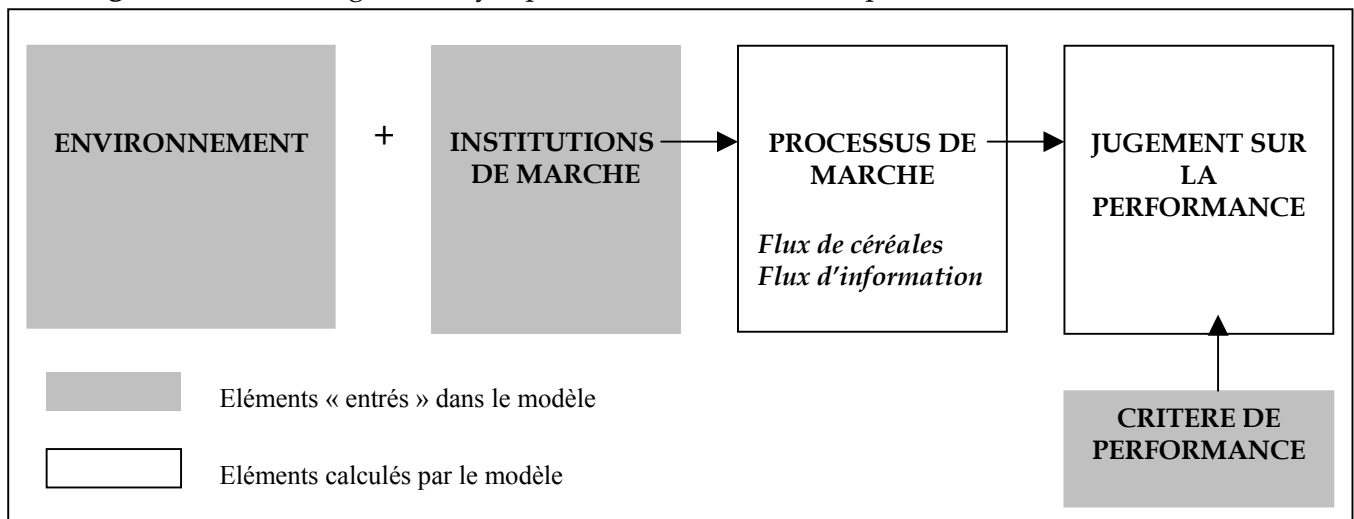 ENVIRONNEMENT
+
INSTITUTIONS
DE MARCHE
PROCESSUS DE
MARCHE
Flux de céréales
Flux d'information
JUGEMENT SUR
LA
PERFORMANCE
Eléments « entrés » dans le modèle
Eléments calculés par le modèle
CRITERE DE
PERFORMANCE